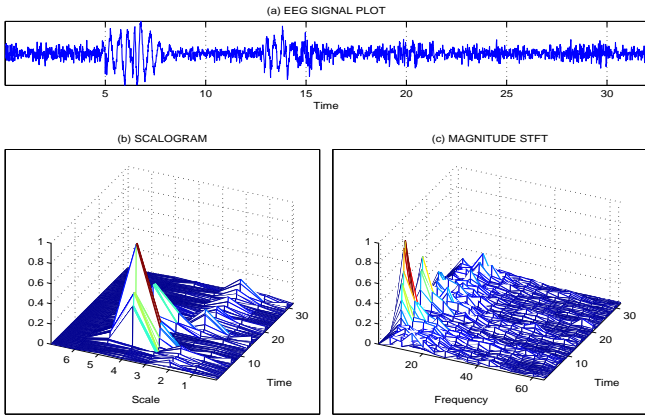 (a) EEG SIGNAL PLOT
5 10 15 20 25 30
Time
(b) SCALOGRAM
1
0.8
0.6
0.4
0.2
0
6 5 4 3 2 1
10 20 30
Scale
Time
(c) MAGNITUDE STFT
1
0.8
0.6
0.4
0.2
0
20 40 60
10 20 30
Frequency
Time